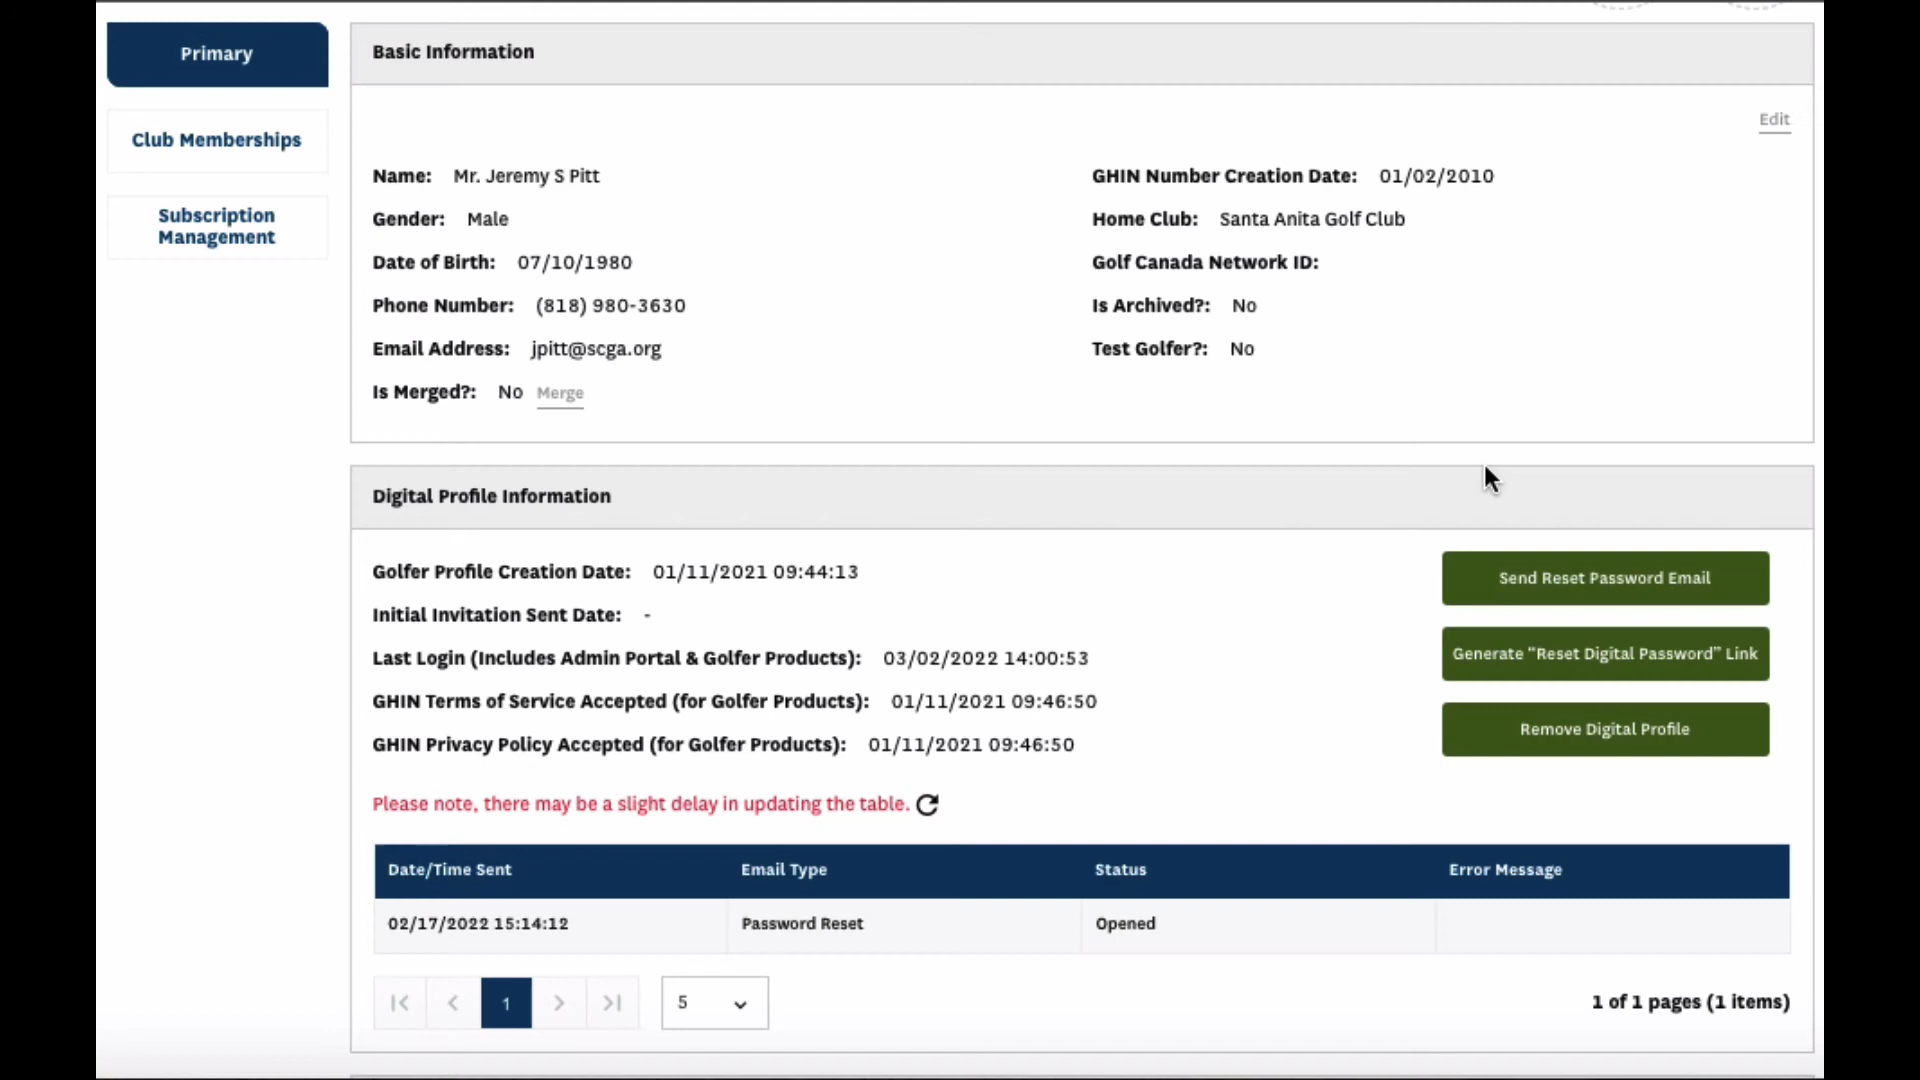 Primary
Club Memberships
Subscription
Management
Basic Information
Edit
Name: Mr. Jeremy S Pitt
Gender: Male
Date of Birth: 07/10/1980
Phone Number: (818) 980-3630
Email Address: jpitt@scga.org
Is Merged?: No Merge
GHIN Number Creation Date: 01/02/2010
Home Club: Santa Anita Golf Club
Golf Canada Network ID:
Is Archived?: No
Test Golfer?: No
Digital Profile Information
Golfer Profile Creation Date: 01/11/2021 09:44:13
Initial Invitation Sent Date: -
Last Login (Includes Admin Portal & Golfer Products): 03/02/2022 14:00:53
GHIN Terms of Service Accepted (for Golfer Products): 01/11/2021 09:46:50
GHIN Privacy Policy Accepted (for Golfer Products): 01/11/2021 09:46:50
Send Reset Password Email
Generate “Reset Digital Password” Link
Remove Digital Profile
Please note, there may be a slight delay in updating the table.
Date/Time Sent Email Type Status Error Message
02/17/2022 15:14:12 Password Reset Opened
1 5 1 of 1 pages (1 items)